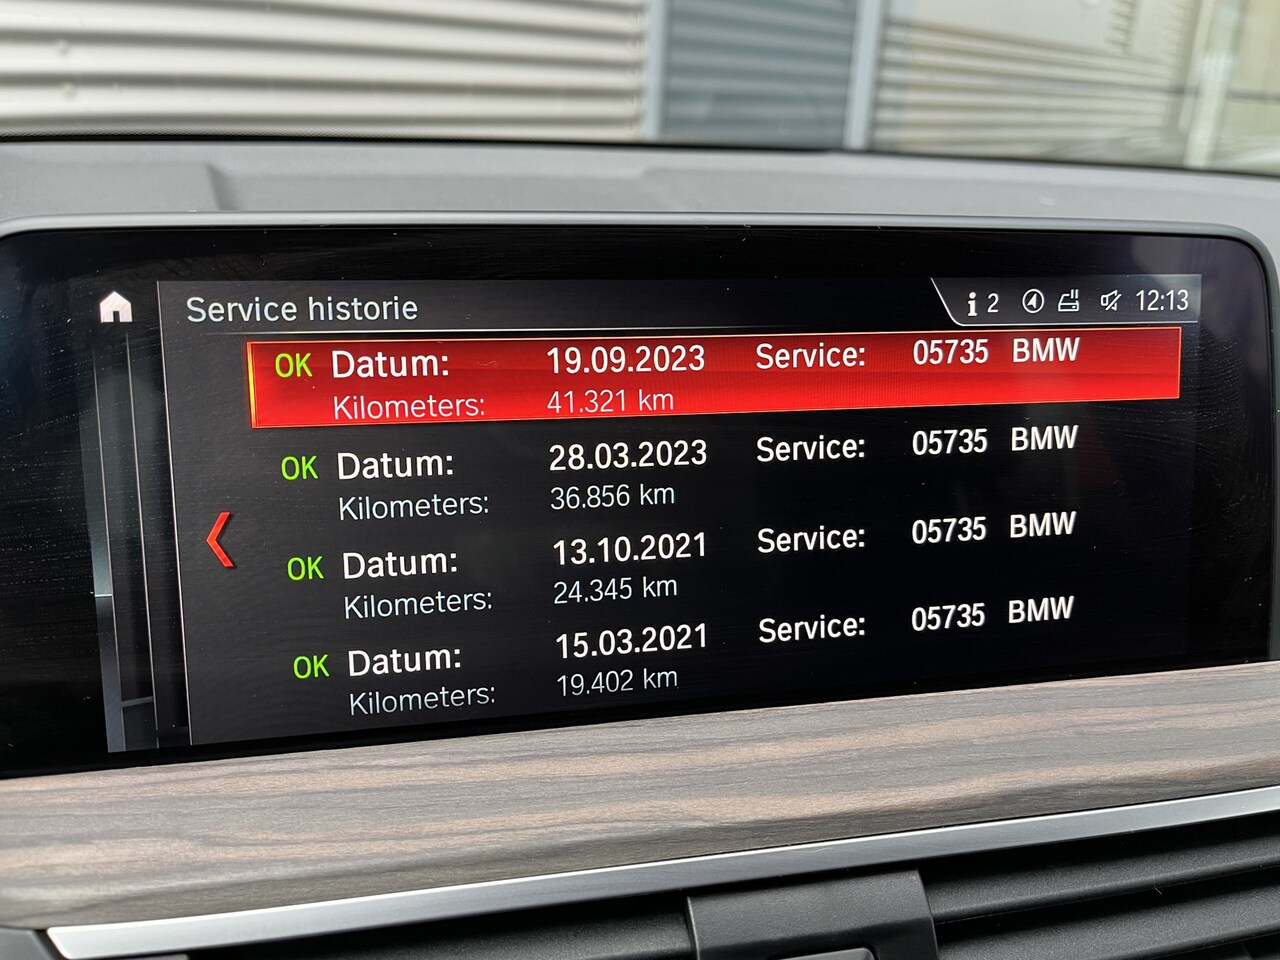 Service historie
i 2 12:13
OK Datum: 19.09.2023 Service: 05735 BMW
Kilometers: 41.321 km
OK Datum: 28.03.2023 Service: 05735 BMW
Kilometers: 36.856 km
OK Datum: 13.10.2021 Service: 05735 BMW
Kilometers: 24.345 km
OK Datum: 15.03.2021 Service: 05735 BMW
Kilometers: 19.402 km